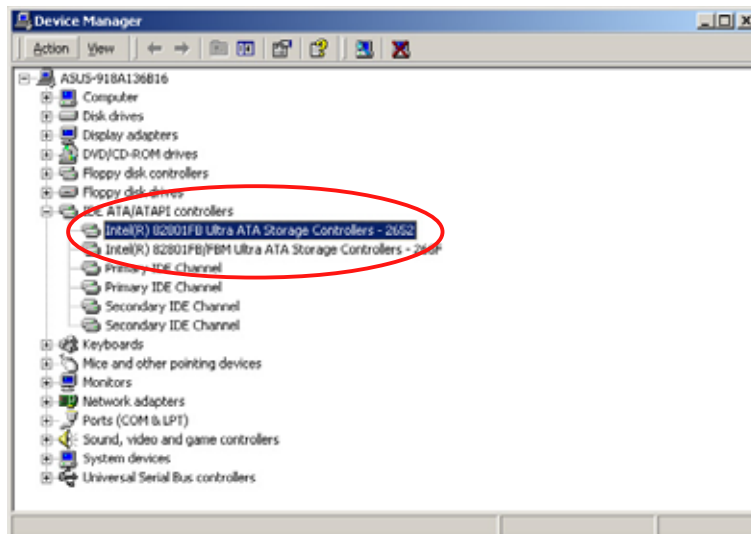 Device Manager
Action View
ASUS-918A136B16
Computer
Disk drives
Display adapters
DVD/CD-ROM drives
Floppy disk controllers
Floppy disk drives
IDE ATA/ATAPI controllers
Intel(R) 82801FB Ultra ATA Storage Controllers - 2652
Intel(R) 82801FB/FBM Ultra ATA Storage Controllers - 266F
Primary IDE Channel
Primary IDE Channel
Secondary IDE Channel
Secondary IDE Channel
Keyboards
Mice and other pointing devices
Monitors
Network adapters
Ports (COM & LPT)
Sound, video and game controllers
System devices
Universal Serial Bus controllers